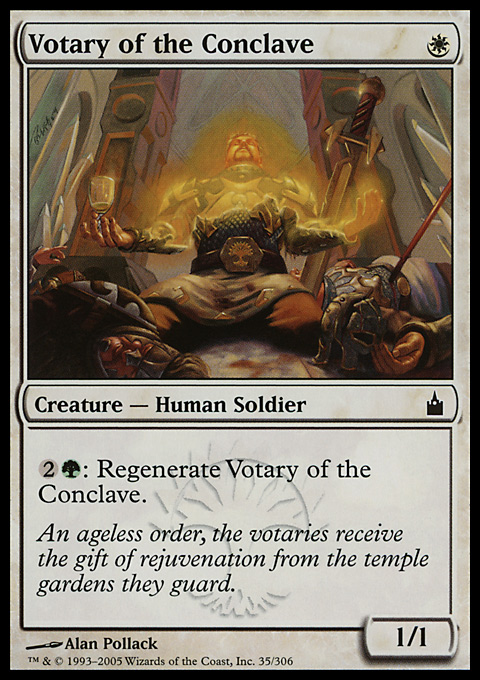 Votary of the Conclave
Creature — Human Soldier
2: Regenerate Votary of the
Conclave.
An ageless order, the votaries receive
the gift of rejuvenation from the temple
gardens they guard.
Alan Pollack
1/1
™ & © 1993–2005 Wizards of the Coast, Inc. 35/306